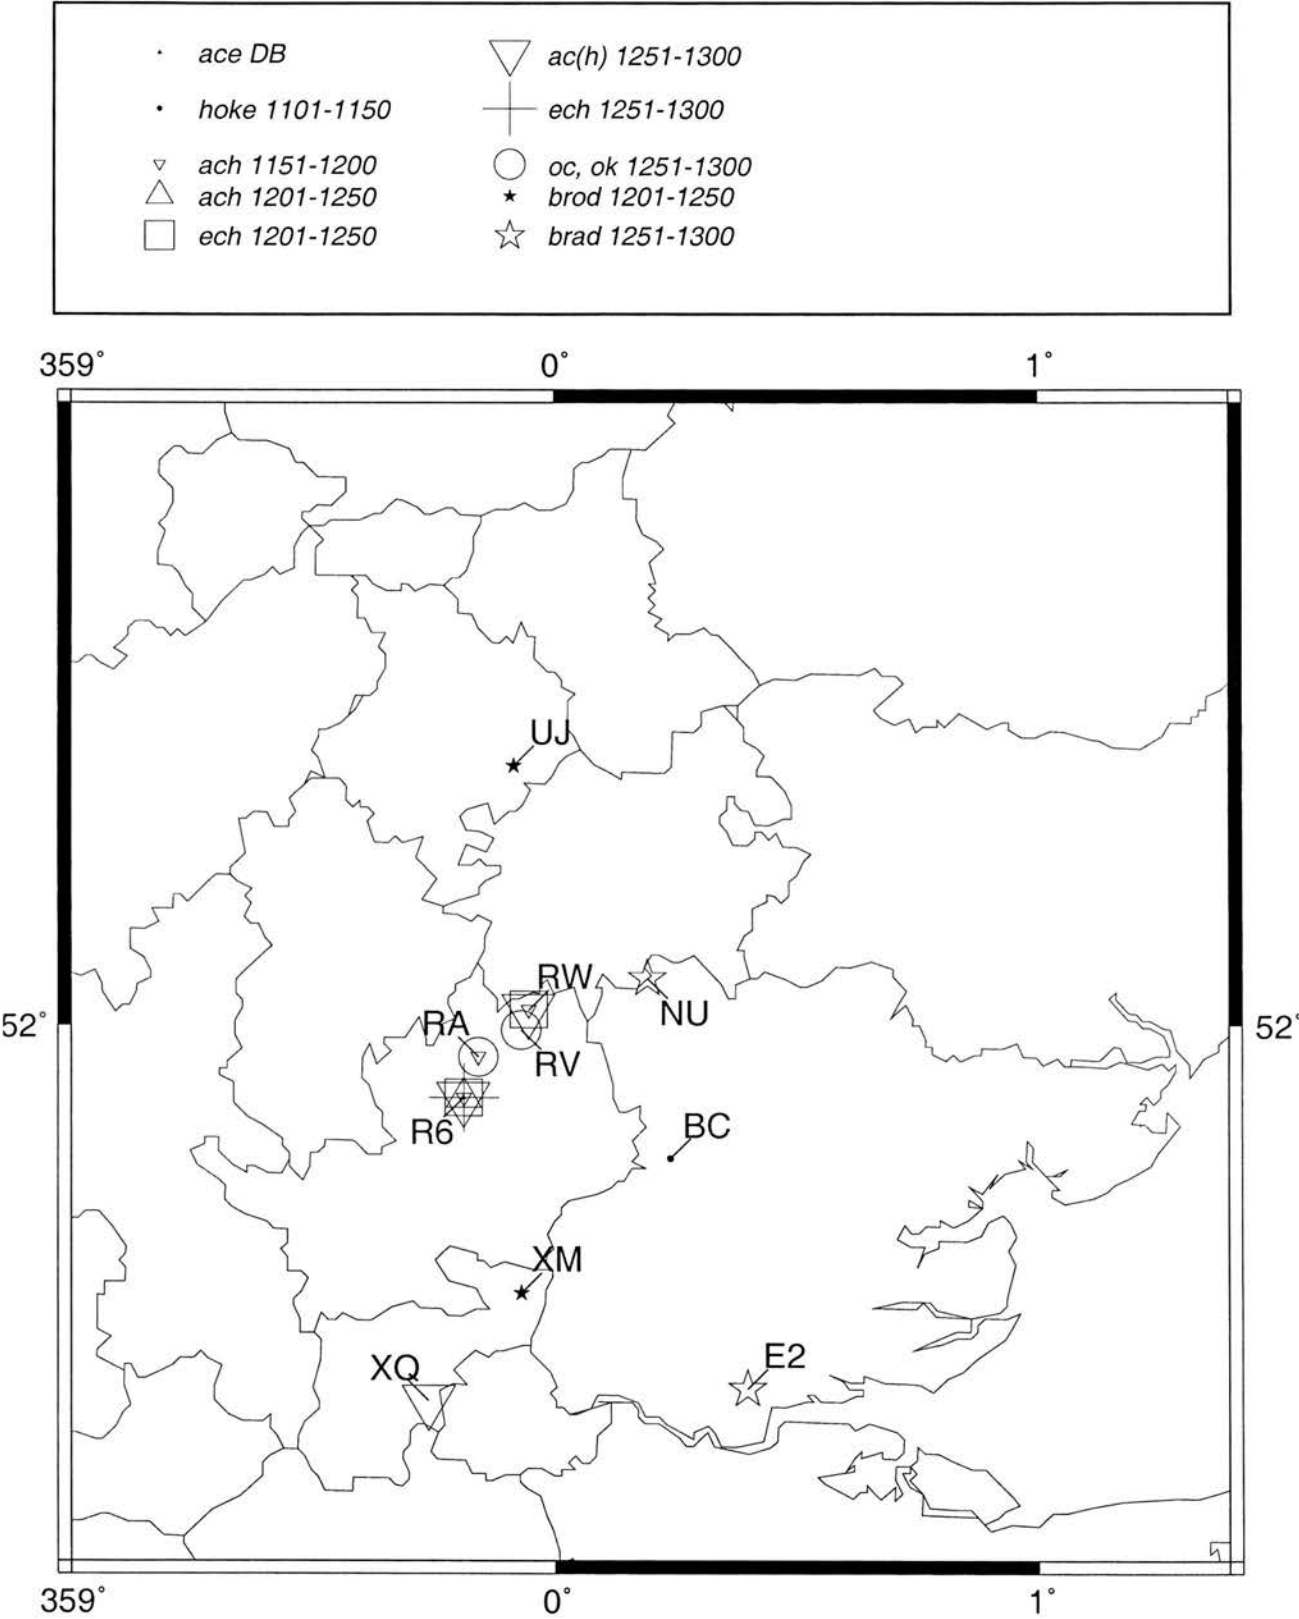 ace DB
hoke 1101-1150
ach 1151-1200
ach 1201-1250
ech 1201-1250
ac(h) 1251-1300
ech 1251-1300
oc, ok 1251-1300
brod 1201-1250
brad 1251-1300
359° 0° 1°
UJ
RW
NU
52° 52°
RA
RV
R6
BC
XM
XQ
E2
359° 0° 1°